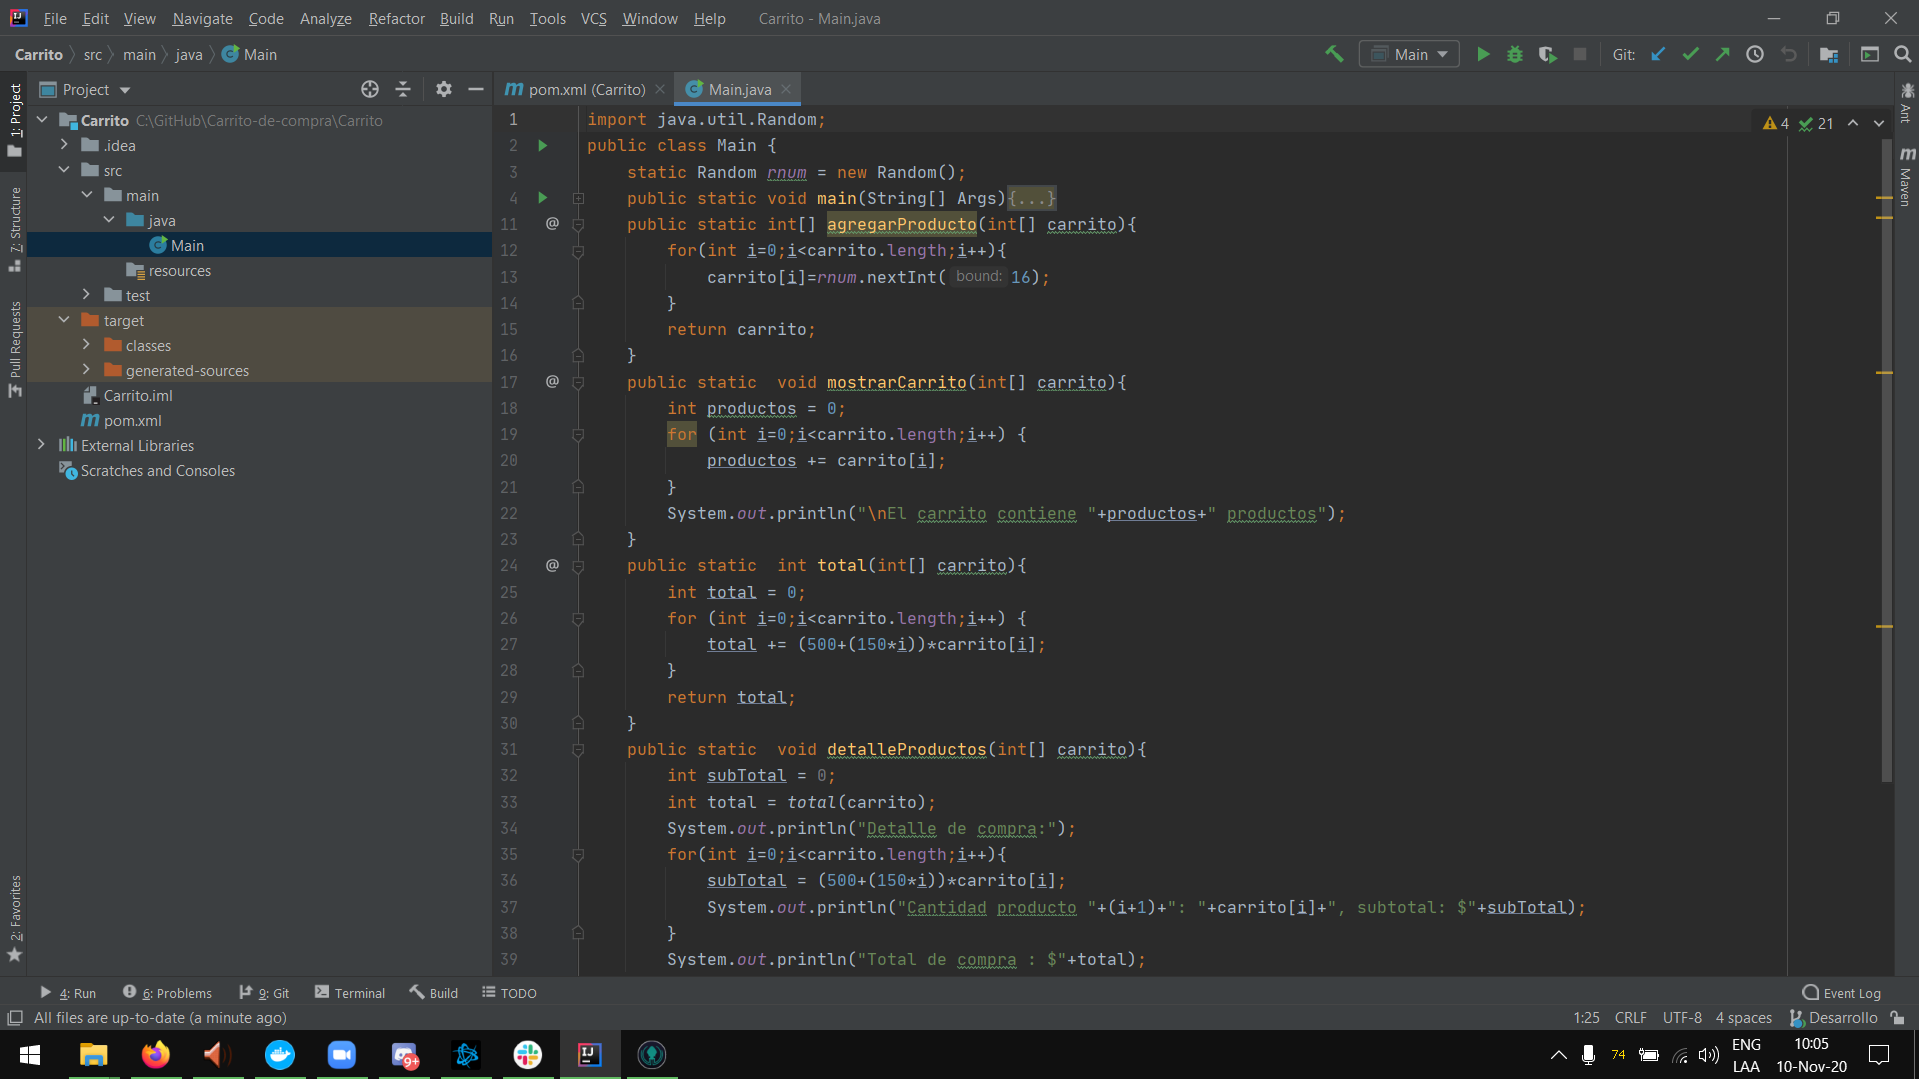 File Edit View Navigate Code Analyze Refactor Build Run Tools VCS Window Help Carrito - Main.java
Carrito src main java Main
Main Git:
1: Project
Z: Structure
Pull Requests
2: Favorites
Project
Carrito C:\GitHub\Carrito-de-compra\Carrito
.idea
src
main
java
Main
resources
test
target
classes
generated-sources
Carrito.iml
pom.xml
External Libraries
Scratches and Consoles
pom.xml (Carrito) Main.java
4 21
1 import java.util.Random;
2 public class Main {
3 static Random rnum = new Random();
4 public static void main(String[] Args){...}
11 @ public static int[] agregarProducto(int[] carrito){
12 for(int i=0;i<carrito.length;i++){
13 carrito[i]=rnum.nextInt( bound: 16);
14 }
15 return carrito;
16 }
17 @ public static  void mostrarCarrito(int[] carrito){
18 int productos = 0;
19 for (int i=0;i<carrito.length;i++) {
20 productos += carrito[i];
21 }
22 System.out.println("\nEl carrito contiene "+productos+" productos");
23 }
24 @ public static  int total(int[] carrito){
25 int total = 0;
26 for (int i=0;i<carrito.length;i++) {
27 total += (500+(150*i))*carrito[i];
28 }
29 return total;
30 }
31 public static  void detalleProductos(int[] carrito){
32 int subTotal = 0;
33 int total = total(carrito);
34 System.out.println("Detalle de compra:");
35 for(int i=0;i<carrito.length;i++){
36 subTotal = (500+(150*i))*carrito[i];
37 System.out.println("Cantidad producto "+(i+1)+": "+carrito[i]+", subtotal: $"+subTotal);
38 }
39 System.out.println("Total de compra : $"+total);
Ant
Maven
4: Run 6: Problems 9: Git Terminal Build TODO Event Log
All files are up-to-date (a minute ago) 1:25 CRLF UTF-8 4 spaces Desarrollo
9+
74
ENG
LAA
10:05
10-Nov-20